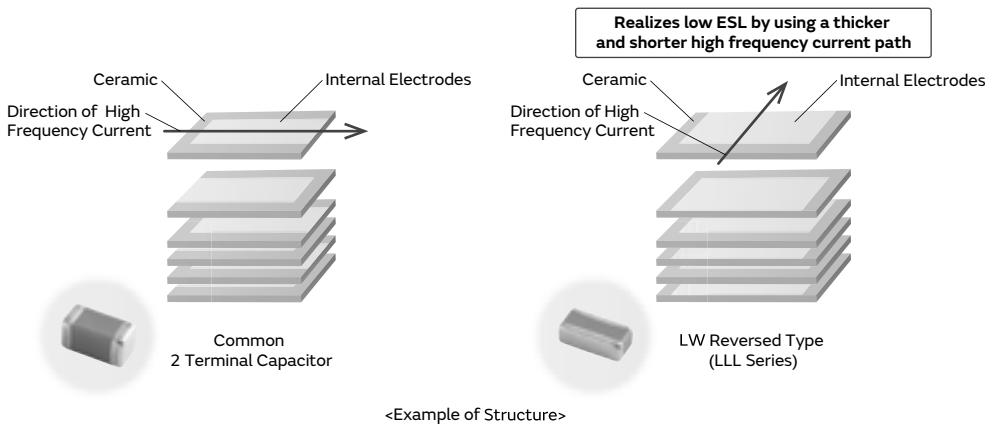 Realizes low ESL by using a thicker
and shorter high frequency current path
Ceramic
Internal Electrodes
Direction of High
Frequency Current
Common
2 Terminal Capacitor
Ceramic
Internal Electrodes
Direction of High
Frequency Current
LW Reversed Type
(LLL Series)
<Example of Structure>